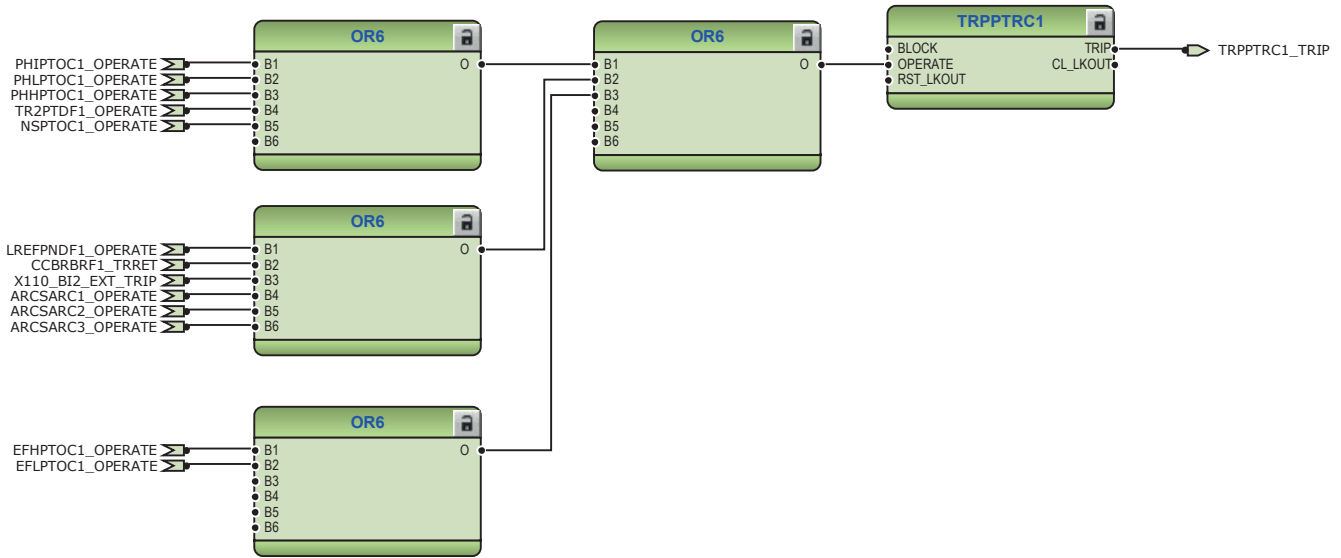 OR6
PHIPTOC1_OPERATE B1 O
PHLPTOC1_OPERATE B2
PHHPTOC1_OPERATE B3
TR2PTDF1_OPERATE B4
NSPTOC1_OPERATE B5
B6
OR6
B1 O
B2
B3
B4
B5
B6
TRPPTRC1
BLOCK TRIP TRPPTRC1_TRIP
OPERATE CL_LKOUT
RST_LKOUT
OR6
LREFPNDF1_OPERATE B1 O
CCBRBRF1_TRRET B2
X110_BI2_EXT_TRIP B3
ARCSARC1_OPERATE B4
ARCSARC2_OPERATE B5
ARCSARC3_OPERATE B6
OR6
EFHPTOC1_OPERATE B1 O
EFLPTOC1_OPERATE B2
B3
B4
B5
B6